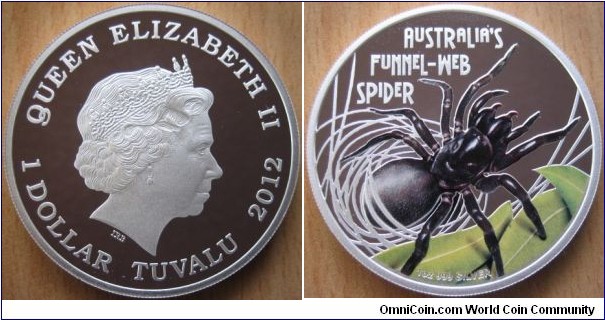 QUEEN ELIZABETH II
1 DOLLAR TUVALU 2012
IRB
AUSTRALIA'S
FUNNEL-WEB
SPIDER
1OZ 999 SILVER
OmniCoin.com World Coin Community